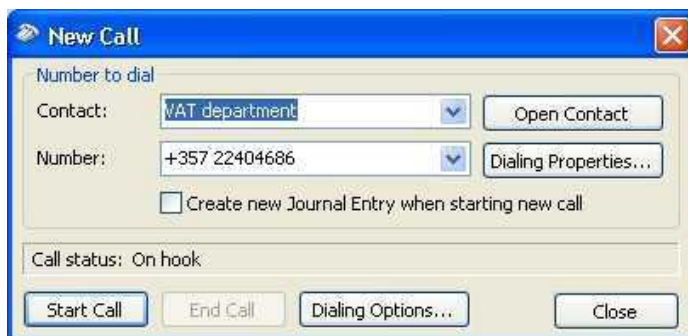 New Call
Number to dial
Contact: VAT department Open Contact
Number: +357 22404686 Dialing Properties...
Create new Journal Entry when starting new call
Call status: On hook
Start Call End Call Dialing Options... Close